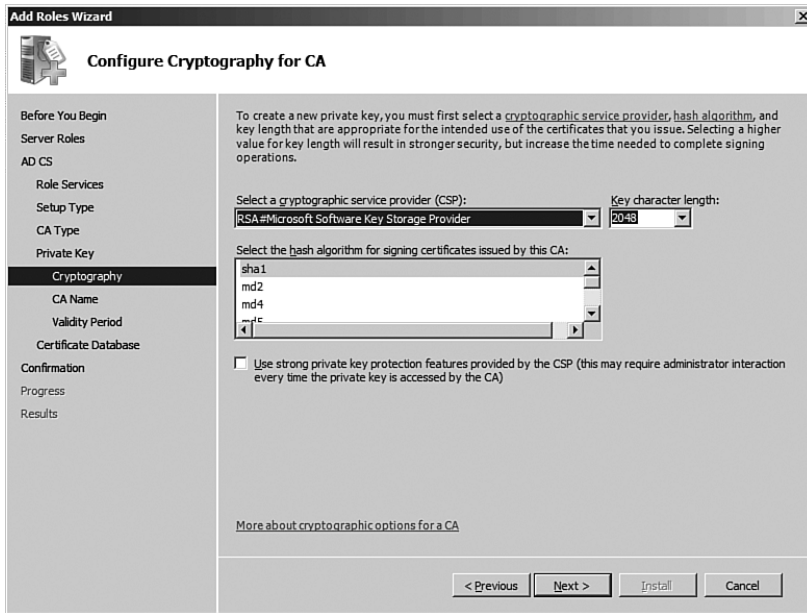 Add Roles Wizard
Configure Cryptography for CA
Before You Begin
Server Roles
AD CS
Role Services
Setup Type
CA Type
Private Key
Cryptography
CA Name
Validity Period
Certificate Database
Confirmation
Progress
Results
To create a new private key, you must first select a cryptographic service provider, hash algorithm, and
key length that are appropriate for the intended use of the certificates that you issue. Selecting a higher
value for key length will result in stronger security, but increase the time needed to complete signing
operations.
Select a cryptographic service provider (CSP):
Key character length:
RSA#Microsoft Software Key Storage Provider
2048
Select the hash algorithm for signing certificates issued by this CA:
sha1
md2
md4
md5
Use strong private key protection features provided by the CSP (this may require administrator interaction
every time the private key is accessed by the CA)
More about cryptographic options for a CA
< Previous
Next >
Install
Cancel